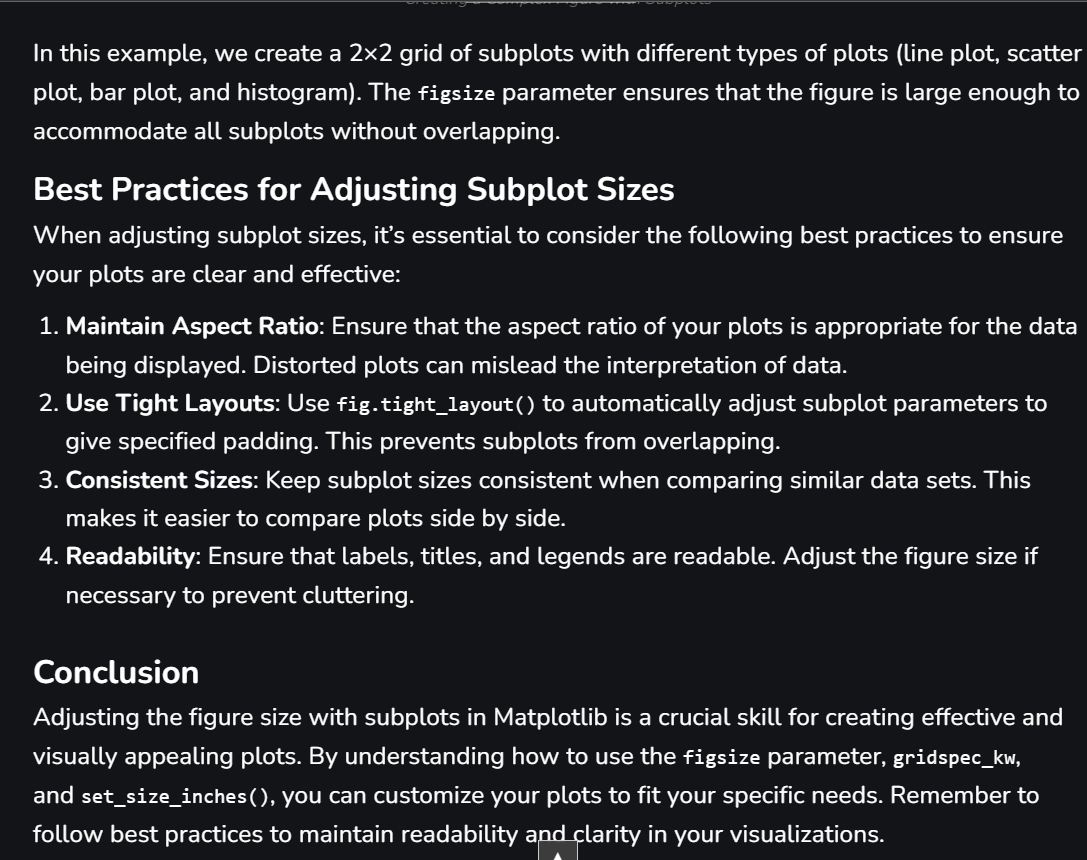 Creating a Complex Figure with Subplots
In this example, we create a 2×2 grid of subplots with different types of plots (line plot, scatter
plot, bar plot, and histogram). The figsize parameter ensures that the figure is large enough to
accommodate all subplots without overlapping.
Best Practices for Adjusting Subplot Sizes
When adjusting subplot sizes, it’s essential to consider the following best practices to ensure
your plots are clear and effective:
1. Maintain Aspect Ratio: Ensure that the aspect ratio of your plots is appropriate for the data
being displayed. Distorted plots can mislead the interpretation of data.
2. Use Tight Layouts: Use fig.tight_layout() to automatically adjust subplot parameters to
give specified padding. This prevents subplots from overlapping.
3. Consistent Sizes: Keep subplot sizes consistent when comparing similar data sets. This
makes it easier to compare plots side by side.
4. Readability: Ensure that labels, titles, and legends are readable. Adjust the figure size if
necessary to prevent cluttering.
Conclusion
Adjusting the figure size with subplots in Matplotlib is a crucial skill for creating effective and
visually appealing plots. By understanding how to use the figsize parameter, gridspec_kw,
and set_size_inches(), you can customize your plots to fit your specific needs. Remember to
follow best practices to maintain readability and clarity in your visualizations.